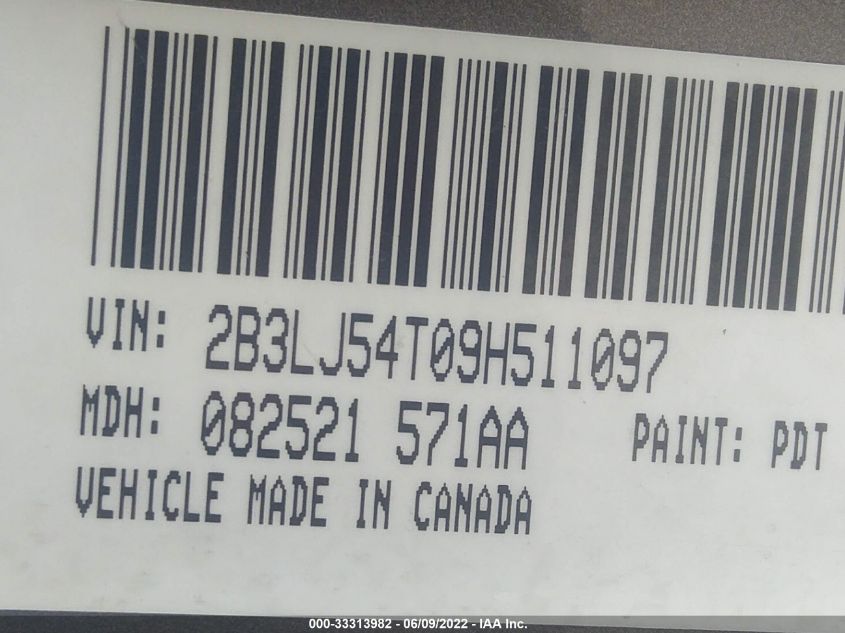 VIN: 2B3LJ54T09H511097
MDH: 082521 571AA PAINT: PDT
VEHICLE MADE IN CANADA
000-33313982 - 06/09/2022 - IAA Inc.